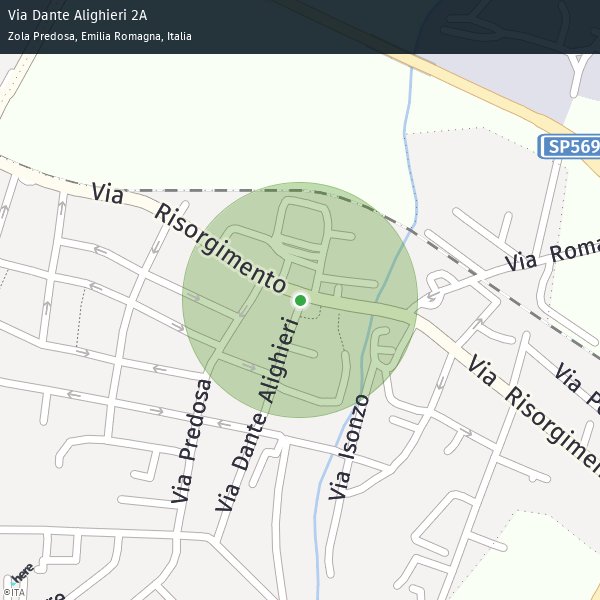 Via Dante Alighieri 2A
Zola Predosa, Emilia Romagna, Italia
SP569
Via Risorgimento
Via Roma
Via Dante Alighieri
Via Predosa
Via Isonzo
Via Risorgimen
Via P
here
©ITA